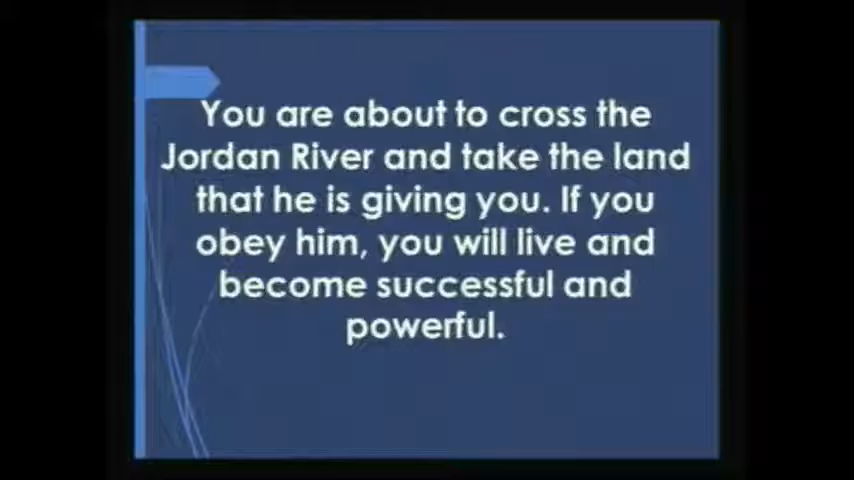 You are about to cross the
Jordan River and take the land
that he is giving you. If you
obey him, you will live and
become successful and
powerful.